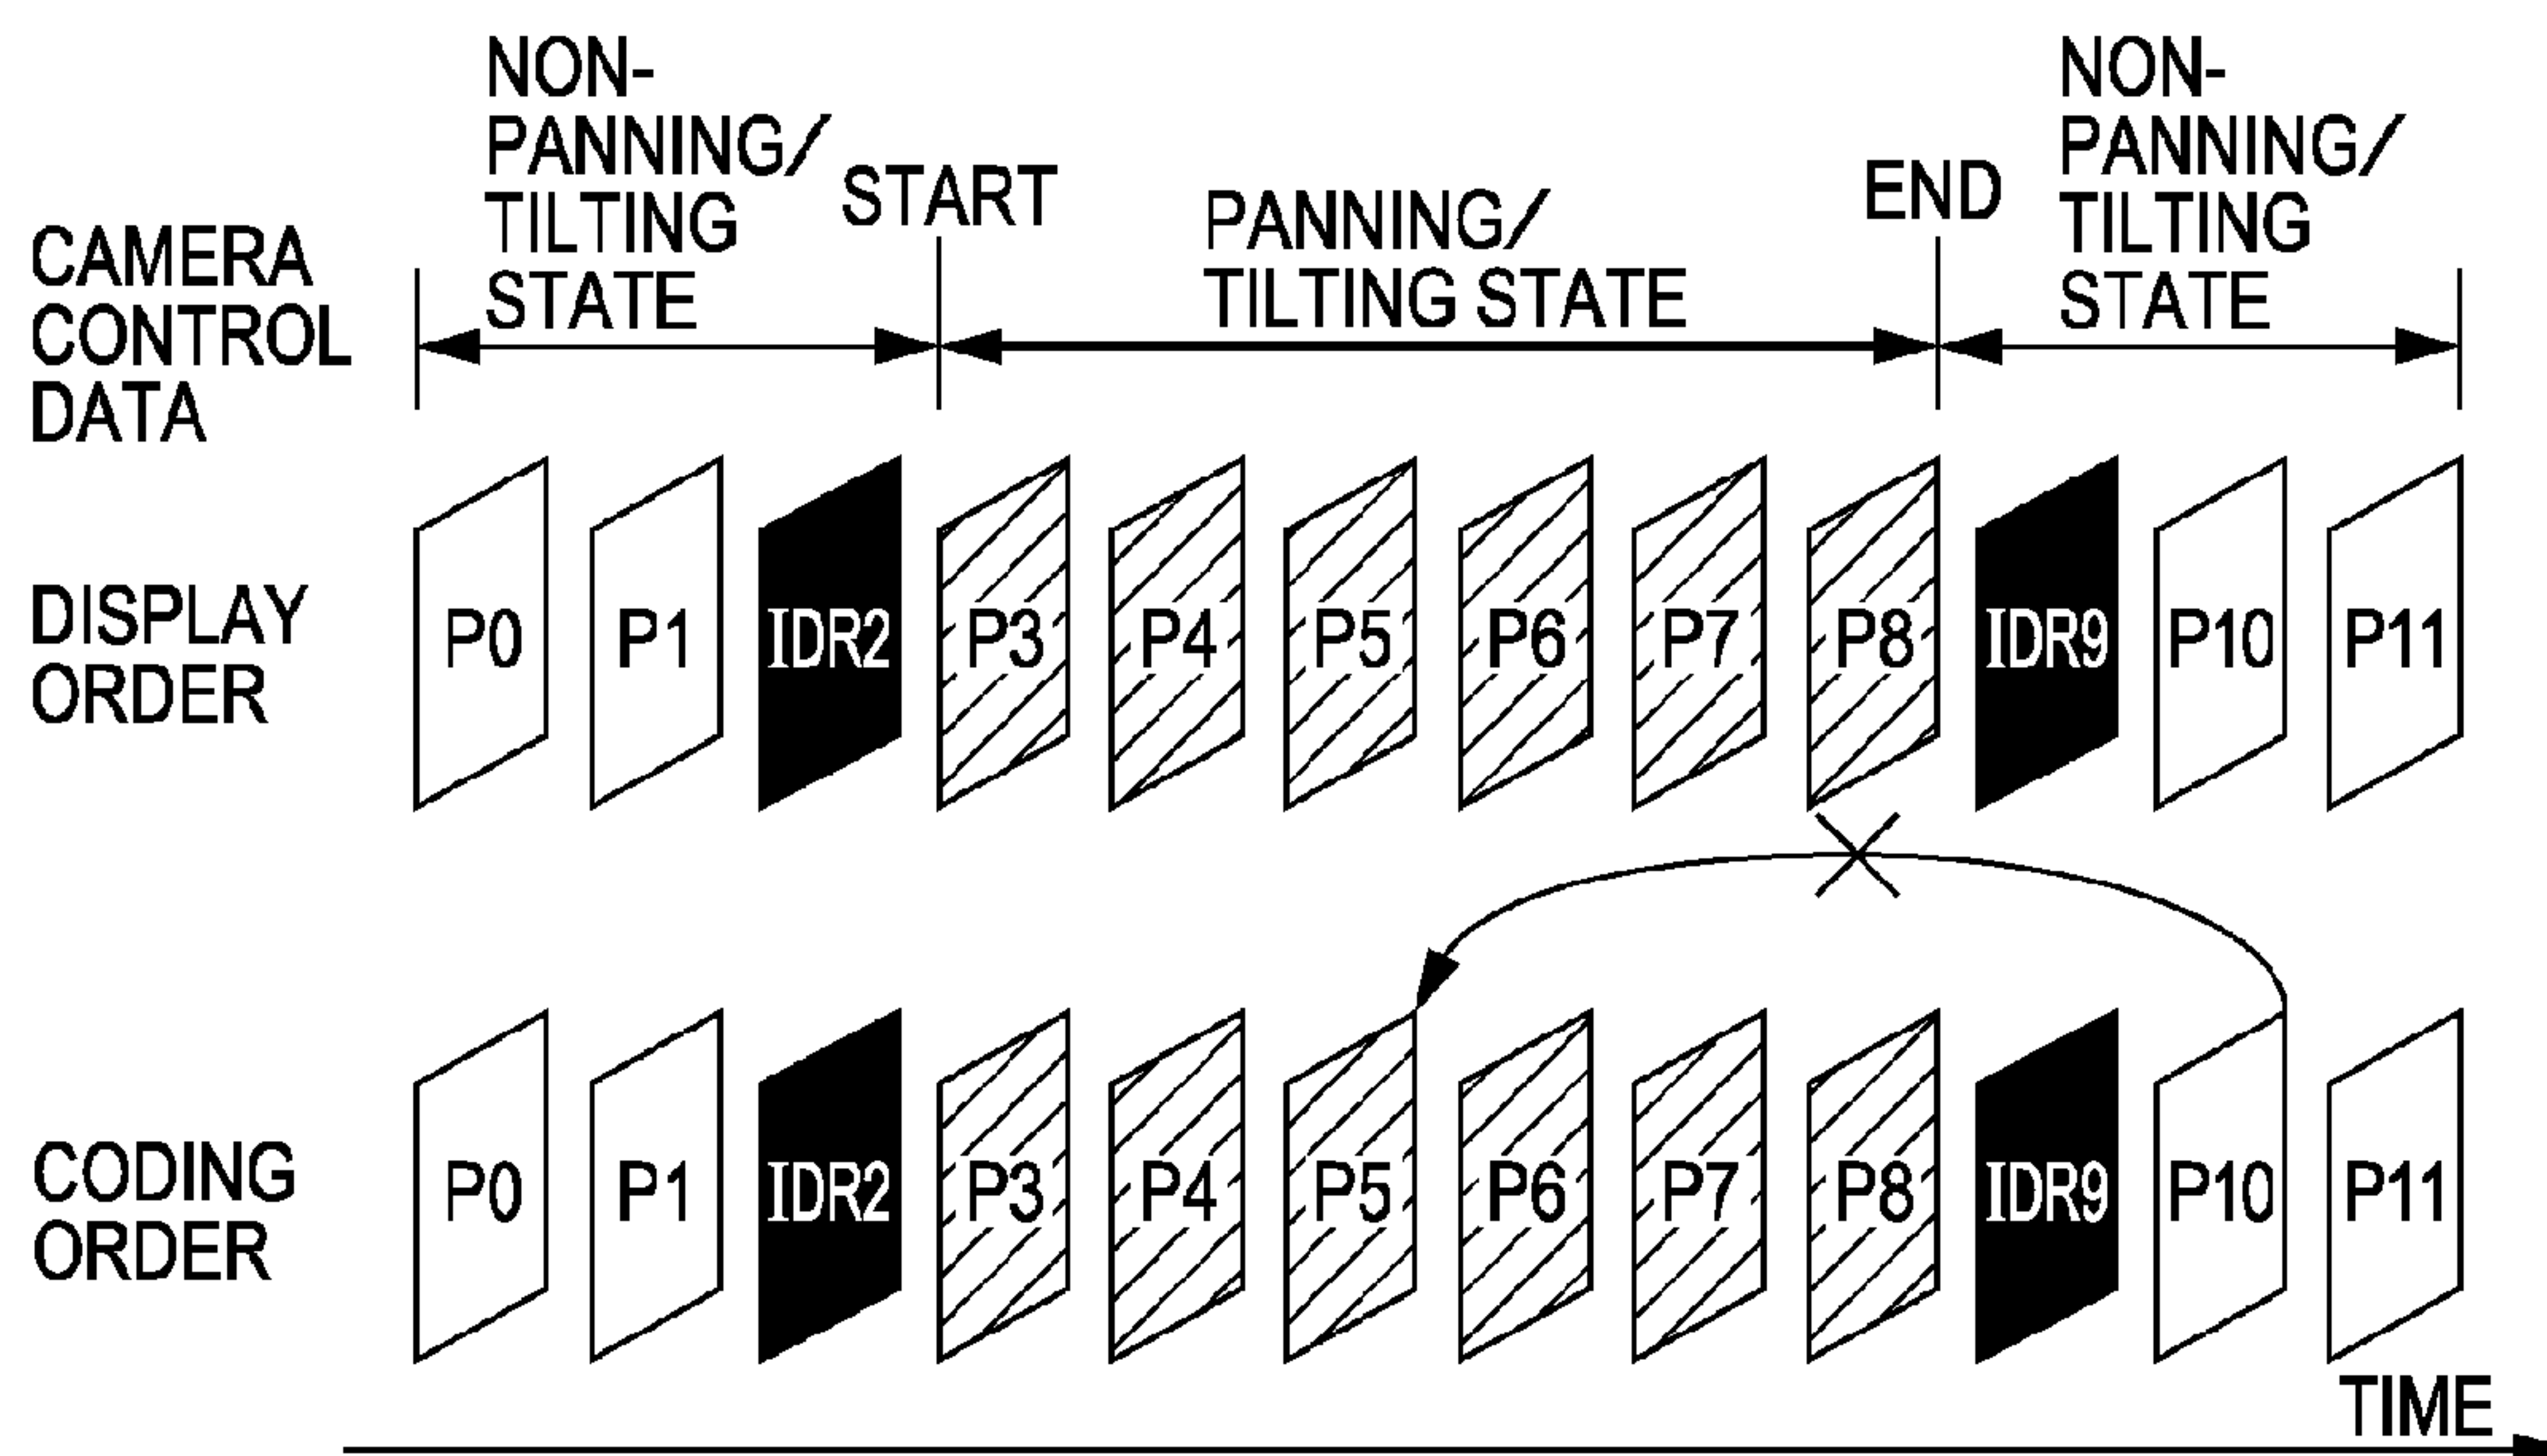 NON-
PANNING/
TILTING
STATE
START
PANNING/
TILTING STATE
END
NON-
PANNING/
TILTING
STATE
CAMERA
CONTROL
DATA
DISPLAY
ORDER
P0 P1 IDR2 P3 P4 P5 P6 P7 P8 IDR9 P10 P11
CODING
ORDER
P0 P1 IDR2 P3 P4 P5 P6 P7 P8 IDR9 P10 P11
TIME